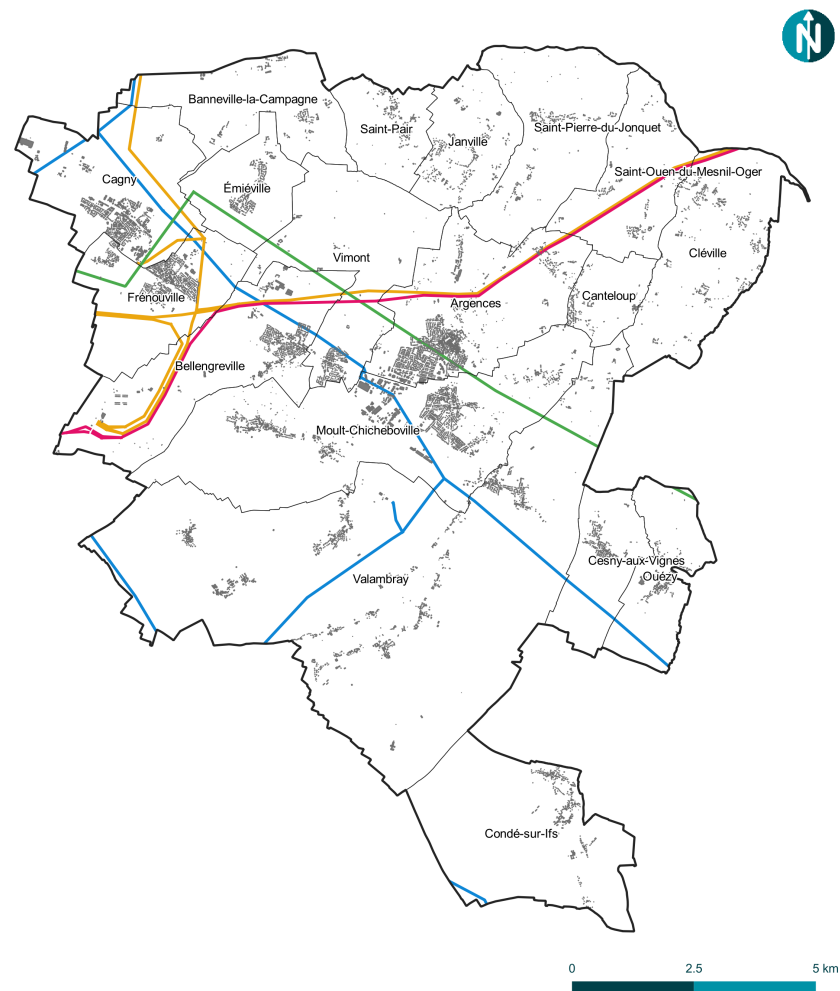 N
Banneville-la-Campagne
Saint-Pair
Saint-Pierre-du-Jonquet
Janville
Saint-Ouen-du-Mesnil-Oger
Cagny
Émiéville
Cléville
Vimont
Frénouville
Argences
Canteloup
Bellengreville
Moult-Chicheboville
Cesny-aux-Vignes
Ouézy
Valambray
Condé-sur-Ifs
0 2.5 5 km